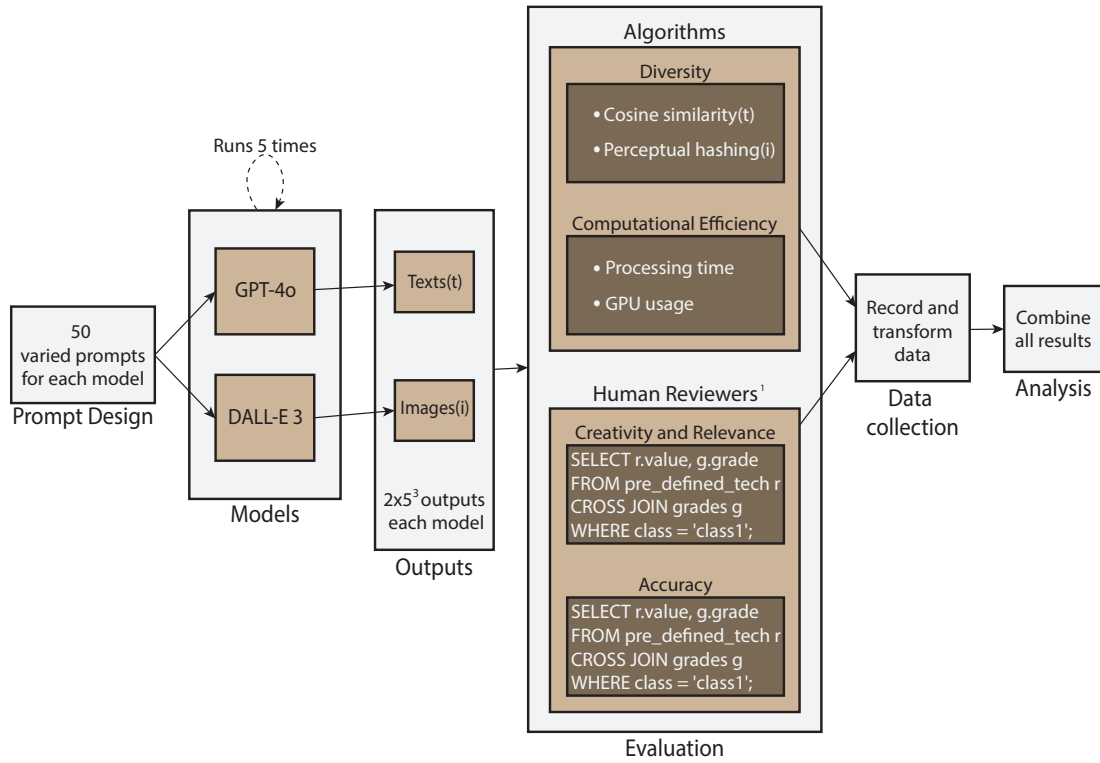 50
varied prompts
for each model
Prompt Design
Runs 5 times
GPT-4o
DALL-E 3
Models
Texts(t)
Images(i)
2x5³ outputs
each model
Outputs
Algorithms
Diversity
• Cosine similarity(t)
• Perceptual hashing(i)
Computational Efficiency
• Processing time
• GPU usage
Human Reviewers¹
Creativity and Relevance
SELECT r.value, g.grade
FROM pre_defined_tech r
CROSS JOIN grades g
WHERE class = 'class1';
Accuracy
SELECT r.value, g.grade
FROM pre_defined_tech r
CROSS JOIN grades g
WHERE class = 'class1';
Evaluation
Record and
transform
data
Data
collection
Combine
all results
Analysis